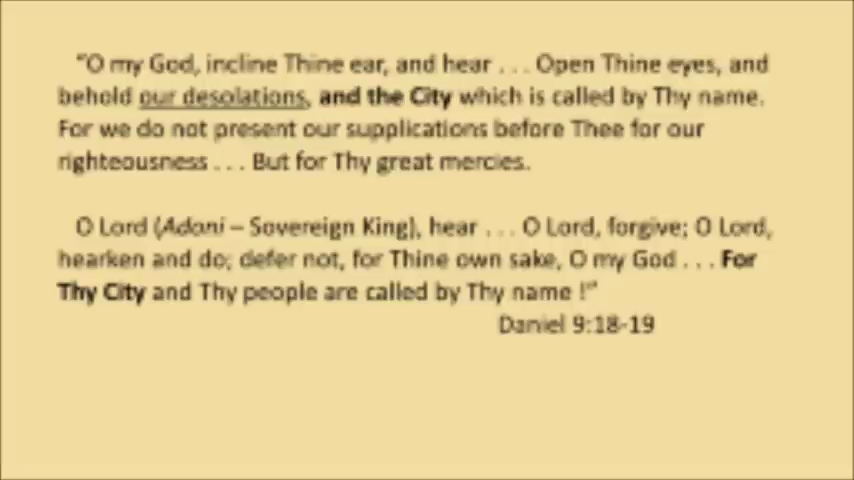 “O my God, incline Thine ear, and hear . . . Open Thine eyes, and
behold our desolations, and the City which is called by Thy name.
For we do not present our supplications before Thee for our
righteousness . . . But for Thy great mercies.
O Lord (Adoni – Sovereign King), hear . . . O Lord, forgive; O Lord,
hearken and do; defer not, for Thine own sake, O my God . . . For
Thy City and Thy people are called by Thy name !”
Daniel 9:18-19